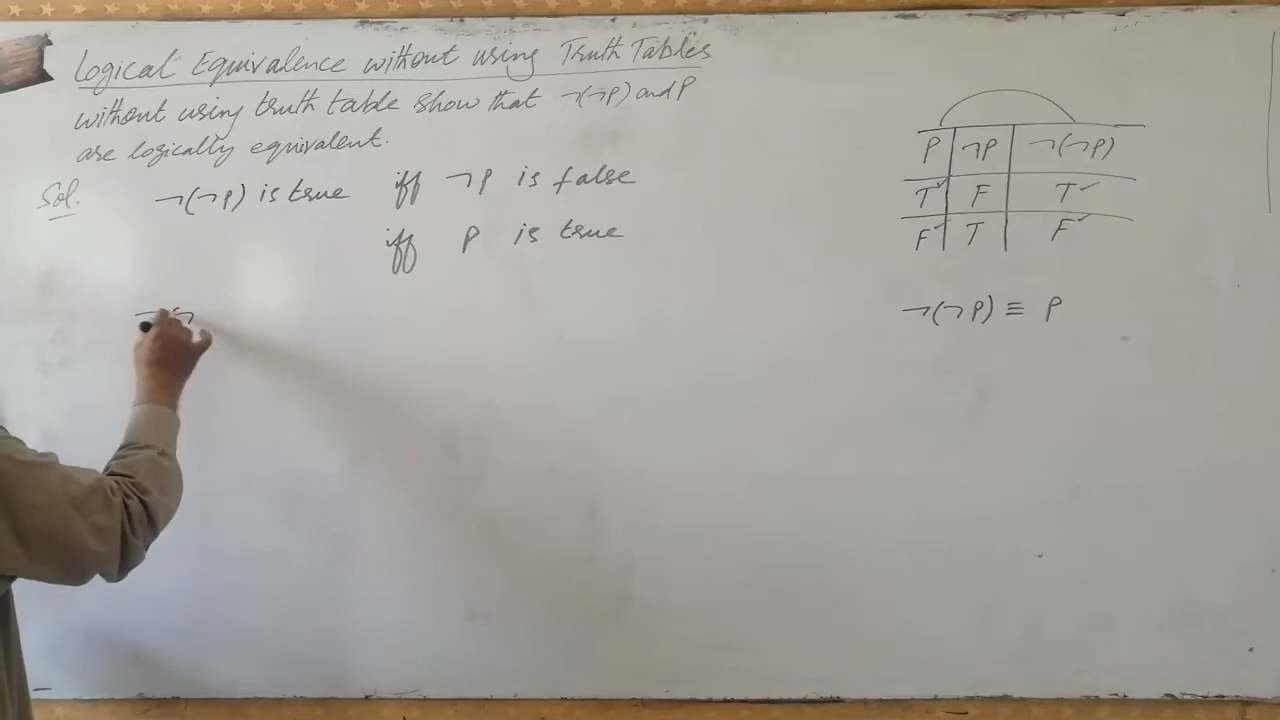 Logical Equivalence without using Truth Tables
without using truth table show that ¬(¬P) and P
are logically equivalent.
Sol. ¬(¬P) is true iff ¬P is false
iff P is true
¬(¬
P ¬P ¬(¬P)
T✓ F T✓
F✓ T F✓
¬(¬P) ≡ P